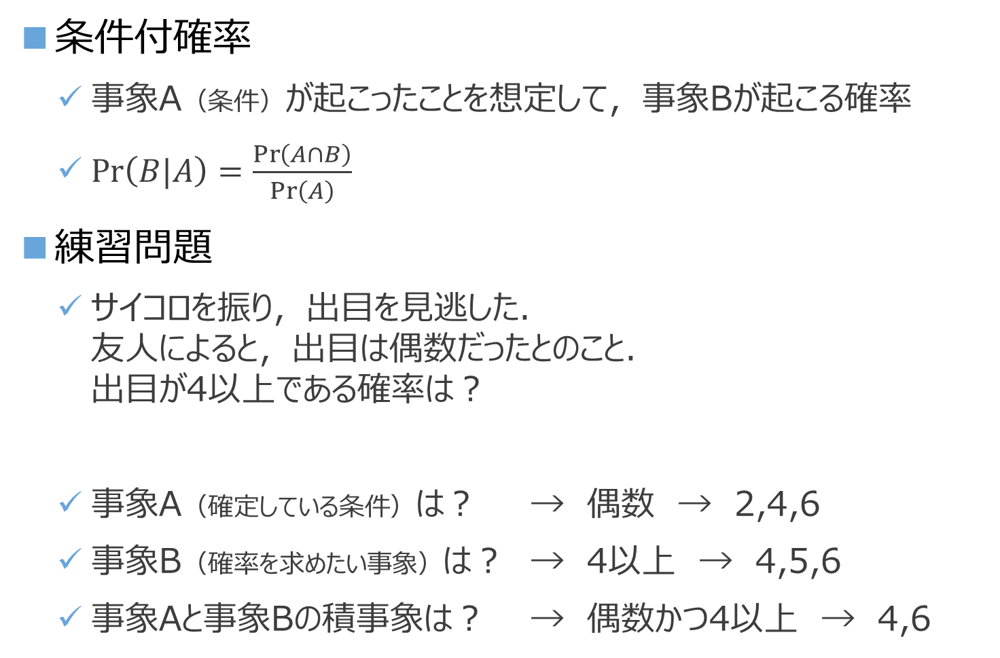 条件付確率
事象A（条件）が起こったことを想定して，事象Bが起こる確率
Pr(B|A) = Pr(A∩B) / Pr(A)
練習問題
サイコロを振り，出目を見逃した．
友人によると，出目は偶数だったとのこと．
出目が4以上である確率は？
事象A（確定している条件）は？ → 偶数 → 2,4,6
事象B（確率を求めたい事象）は？ → 4以上 → 4,5,6
事象Aと事象Bの積事象は？ → 偶数かつ4以上 → 4,6